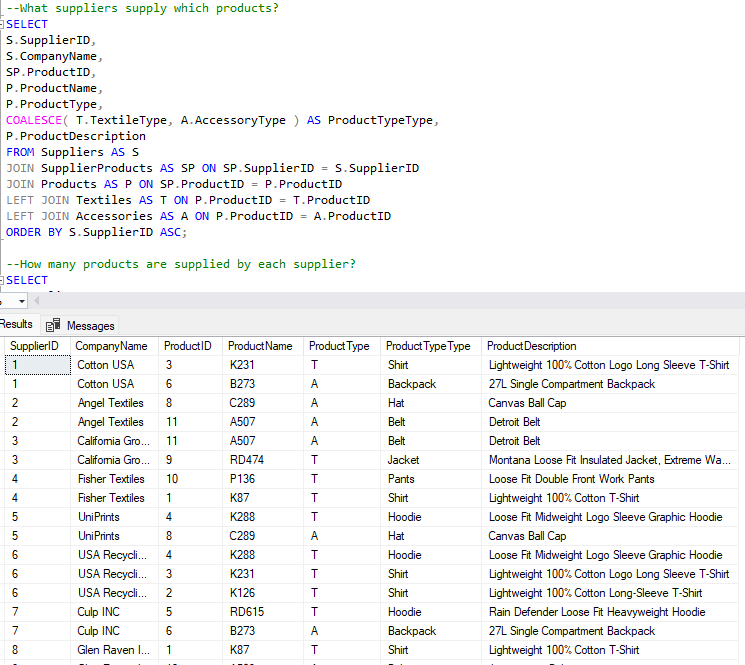 --What suppliers supply which products?
SELECT
S.SupplierID,
S.CompanyName,
SP.ProductID,
P.ProductName,
P.ProductType,
COALESCE( T.TextileType, A.AccessoryType ) AS ProductTypeType,
P.ProductDescription
FROM Suppliers AS S
JOIN SupplierProducts AS SP ON SP.SupplierID = S.SupplierID
JOIN Products AS P ON SP.ProductID = P.ProductID
LEFT JOIN Textiles AS T ON P.ProductID = T.ProductID
LEFT JOIN Accessories AS A ON P.ProductID = A.ProductID
ORDER BY S.SupplierID ASC;
--How many products are supplied by each supplier?
SELECT
Results Messages
SupplierID CompanyName ProductID ProductName ProductType ProductTypeType ProductDescription
1 Cotton USA 3 K231 T Shirt Lightweight 100% Cotton Logo Long Sleeve T-Shirt
1 Cotton USA 6 B273 A Backpack 27L Single Compartment Backpack
2 Angel Textiles 8 C289 A Hat Canvas Ball Cap
2 Angel Textiles 11 A507 A Belt Detroit Belt
3 California Gro... 11 A507 A Belt Detroit Belt
3 California Gro... 9 RD474 T Jacket Montana Loose Fit Insulated Jacket, Extreme Wa...
4 Fisher Textiles 10 P136 T Pants Loose Fit Double Front Work Pants
4 Fisher Textiles 1 K87 T Shirt Lightweight 100% Cotton T-Shirt
5 UniPrints 4 K288 T Hoodie Loose Fit Midweight Logo Sleeve Graphic Hoodie
5 UniPrints 8 C289 A Hat Canvas Ball Cap
6 USA Recycli... 4 K288 T Hoodie Loose Fit Midweight Logo Sleeve Graphic Hoodie
6 USA Recycli... 3 K231 T Shirt Lightweight 100% Cotton Logo Long Sleeve T-Shirt
6 USA Recycli... 2 K126 T Shirt Lightweight 100% Cotton Long-Sleeve T-Shirt
7 Culp INC 5 RD615 T Hoodie Rain Defender Loose Fit Heavyweight Hoodie
7 Culp INC 6 B273 A Backpack 27L Single Compartment Backpack
8 Glen Raven I... 1 K87 T Shirt Lightweight 100% Cotton T-Shirt